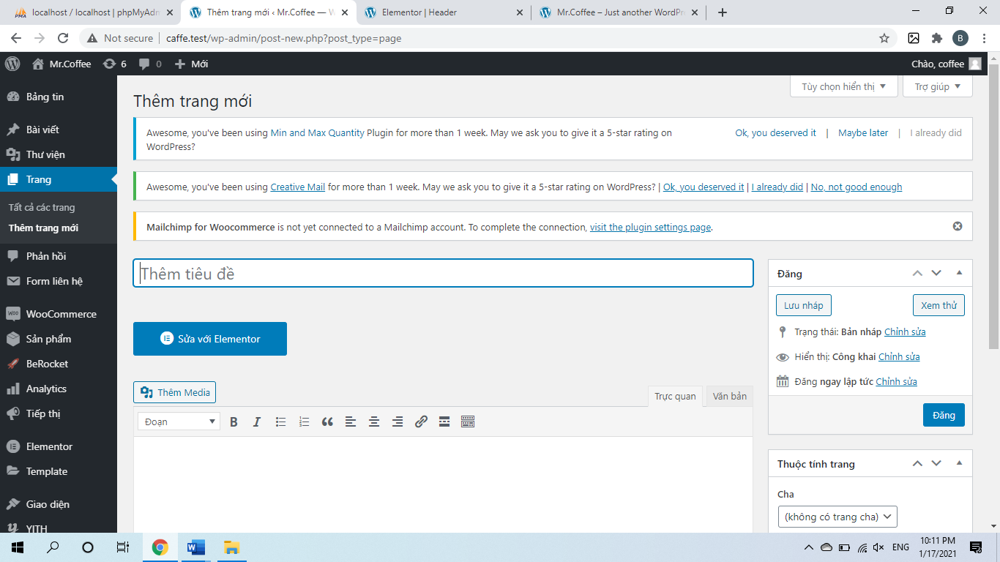 localhost / localhost | phpMyAdm
Thêm trang mới ‹ Mr.Coffee — W
Elementor | Header
Mr.Coffee – Just another WordPre
Not secure | caffe.test/wp-admin/post-new.php?post_type=page
B
Mr.Coffee 6 0 Mới
Chào, coffee
Bảng tin
Bài viết
Thư viện
Trang
Tất cả các trang
Thêm trang mới
Phản hồi
Form liên hệ
WooCommerce
Sản phẩm
BeRocket
Analytics
Tiếp thị
Elementor
Template
Giao diện
YITH
Tùy chọn hiển thị
Trợ giúp
Thêm trang mới
Awesome, you've been using Min and Max Quantity Plugin for more than 1 week. May we ask you to give it a 5-star rating on
WordPress?
Ok, you deserved it | Maybe later | I already did
Awesome, you've been using Creative Mail for more than 1 week. May we ask you to give it a 5-star rating on WordPress? | Ok, you deserved it | I already did | No, not good enough
Mailchimp for Woocommerce is not yet connected to a Mailchimp account. To complete the connection, visit the plugin settings page.
Thêm tiêu đề
Sửa với Elementor
Thêm Media
Trực quan
Văn bản
Đoạn
B I
Đăng
Lưu nháp
Xem thử
Trạng thái: Bản nháp Chỉnh sửa
Hiển thị: Công khai Chỉnh sửa
Đăng ngay lập tức Chỉnh sửa
Đăng
Thuộc tính trang
Cha
(không có trang cha)
ENG
10:11 PM
1/17/2021